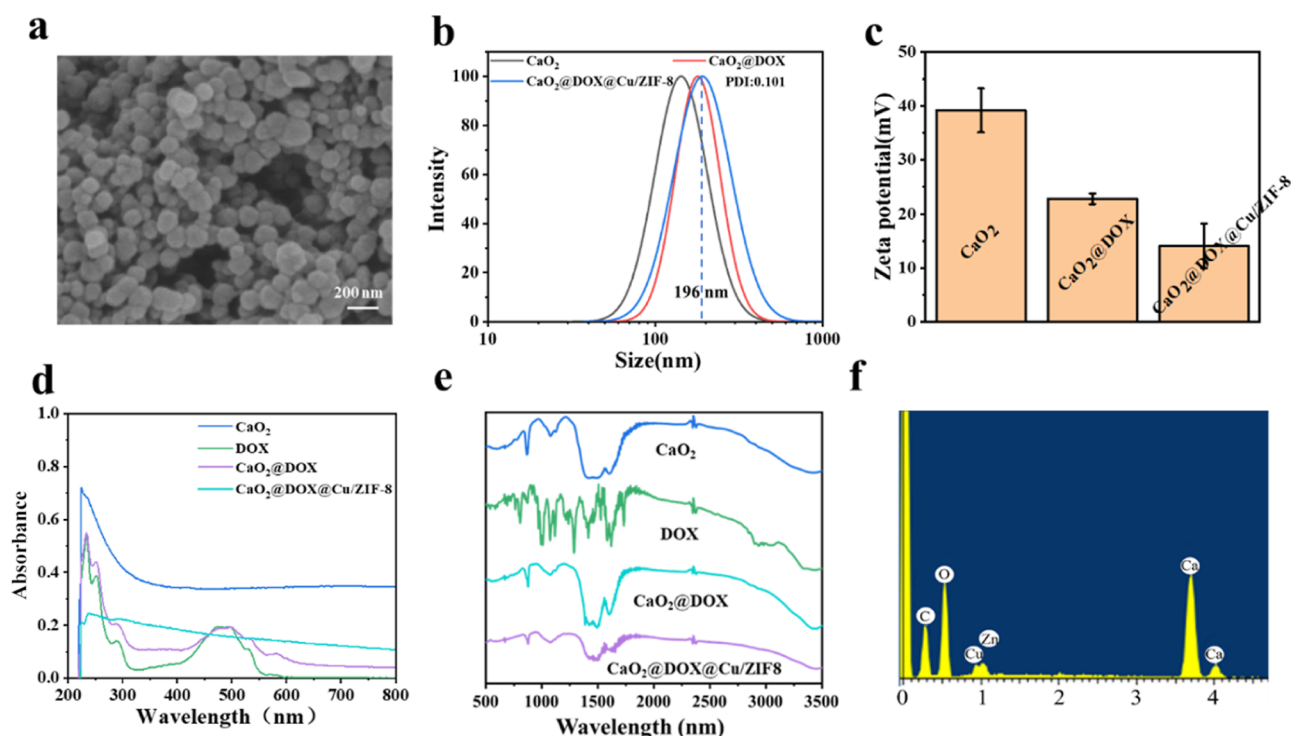 a
200 nm
b
CaO₂
CaO₂@DOX
CaO₂@DOX@Cu/ZIF-8
PDI:0.101
100
80
60
40
20
0
Intensity
196 nm
10
100
1000
Size(nm)
c
50
40
30
20
10
0
Zeta potential(mV)
CaO₂
CaO₂@DOX
CaO₂@DOX@Cu/ZIF-8
d
1.0
0.8
0.6
0.4
0.2
0.0
Absorbance
CaO₂
DOX
CaO₂@DOX
CaO₂@DOX@Cu/ZIF-8
200 300 400 500 600 700 800
Wavelength (nm)
e
CaO₂
DOX
CaO₂@DOX
CaO₂@DOX@Cu/ZIF8
500 1000 1500 2000 2500 3000 3500
Wavelength (nm)
f
C
O
Cu
Zn
Ca
Ca
0 1 2 3 4